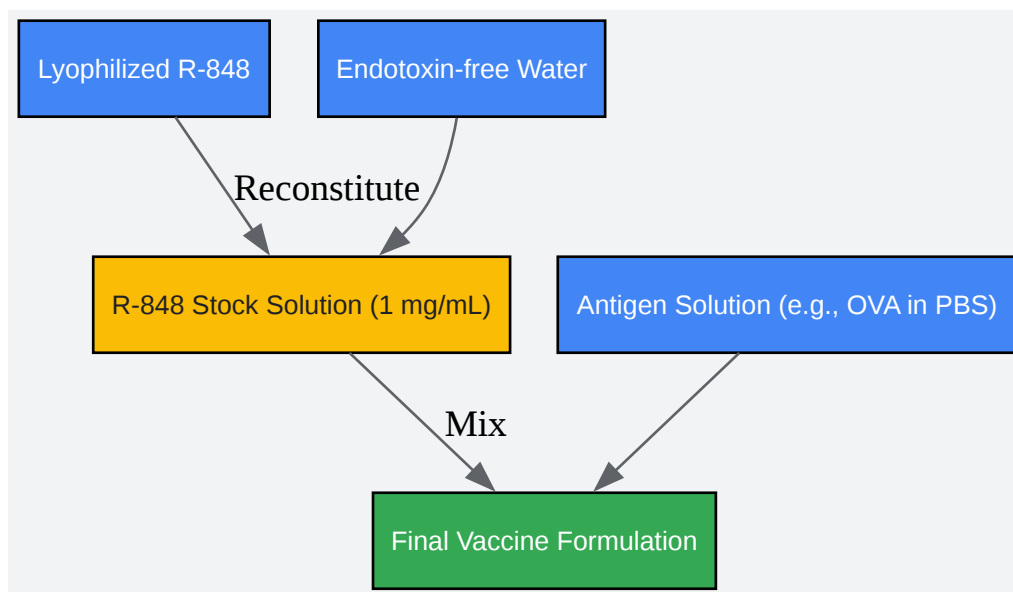 Lyophilized R-848
Endotoxin-free Water
Reconstitute
R-848 Stock Solution (1 mg/mL)
Antigen Solution (e.g., OVA in PBS)
Mix
Final Vaccine Formulation